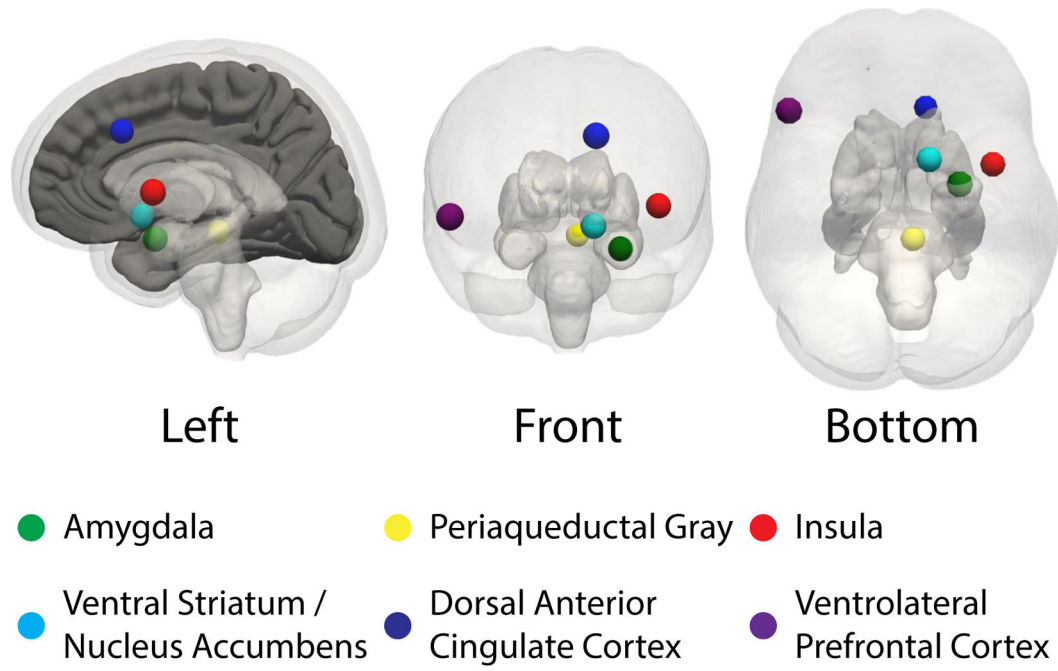 Left
Front
Bottom
Amygdala
Periaqueductal Gray
Insula
Ventral Striatum /
Nucleus Accumbens
Dorsal Anterior
Cingulate Cortex
Ventrolateral
Prefrontal Cortex